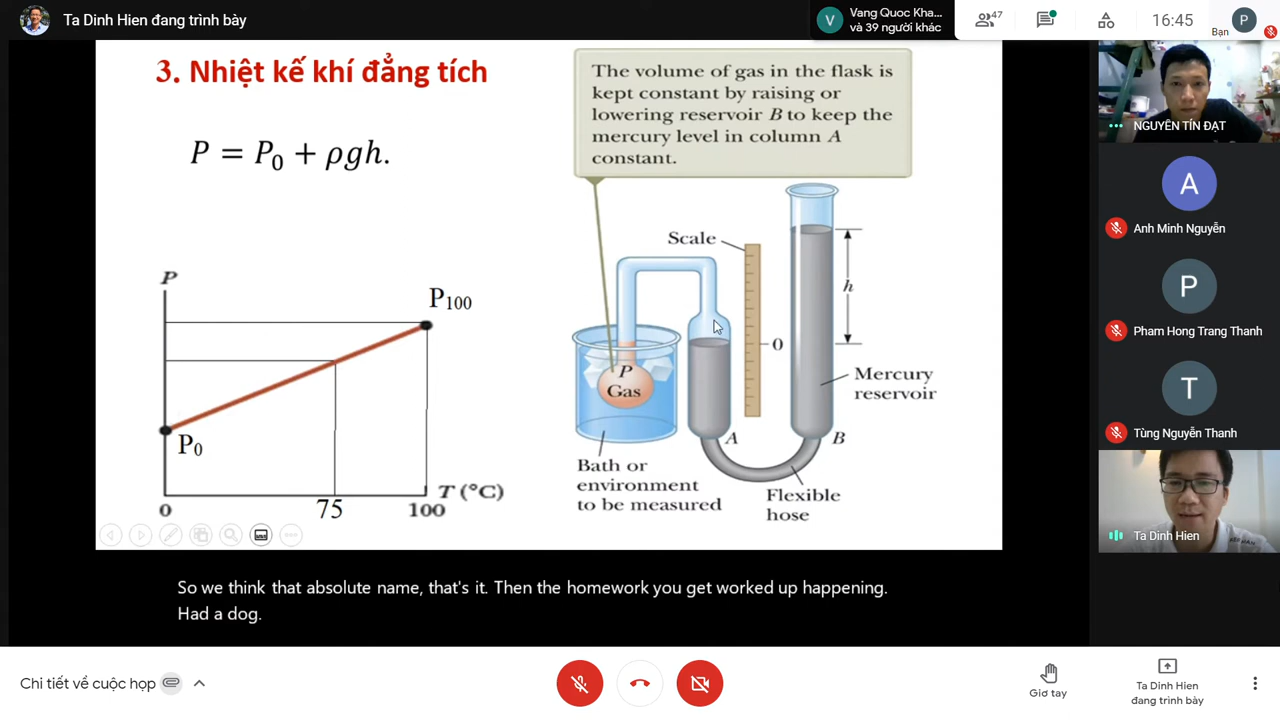 Ta Dinh Hien đang trình bày
V
Vang Quoc Kha...
và 39 người khác
47
16:45
P
Bạn
3. Nhiệt kế khí đẳng tích
P = P₀ + ρgh.
The volume of gas in the flask is
kept constant by raising or
lowering reservoir B to keep the
mercury level in column A
constant.
P
P₁₀₀
P₀
0
75
100
T (°C)
Scale
h
0
P
Gas
Mercury
reservoir
A
B
Bath or
environment
to be measured
Flexible
hose
NGUYỄN TÍN ĐẠT
A
Anh Minh Nguyễn
P
Pham Hong Trang Thanh
T
Tùng Nguyễn Thanh
Ta Dinh Hien
So we think that absolute name, that's it. Then the homework you get worked up happening.
Had a dog.
Chi tiết về cuộc họp
Giơ tay
Ta Dinh Hien
đang trình bày